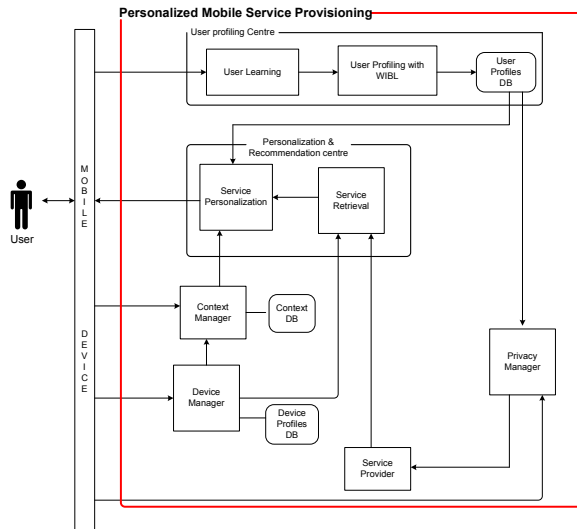 Personalized Mobile Service Provisioning
User profiling Centre
User Learning
User Profiling with
WIBL
User
Profiles
DB
Personalization &
Recommendation centre
Service
Personalization
Service
Retrieval
M
O
B
I
L
E
User
Context
Manager
Context
DB
D
E
V
I
C
E
Privacy
Manager
Device
Manager
Device
Profiles
DB
Service
Provider